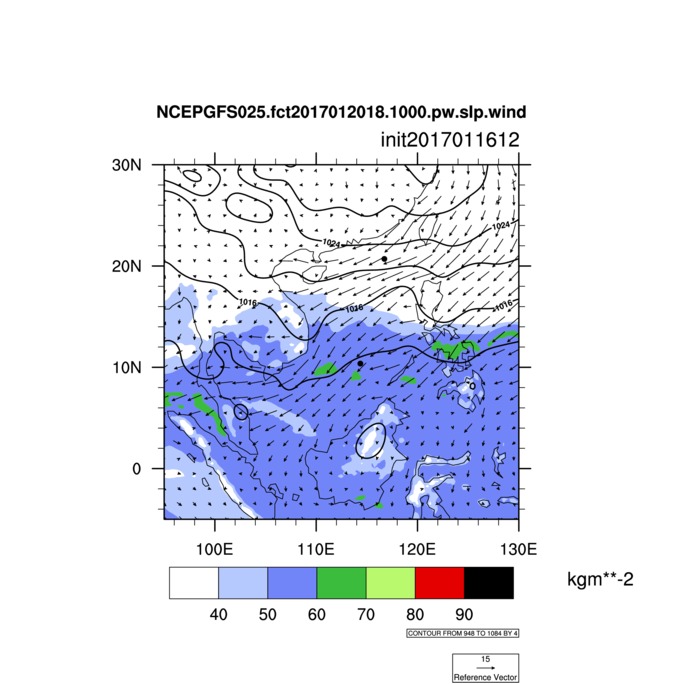 NCEPGFS025.fct2017012018.1000.pw.slp.wind
init2017011612
30N
1024
1024
20N
1016
1016
1016
10N
0
100E 110E 120E 130E
kgm**-2
40 50 60 70 80 90
CONTOUR FROM 948 TO 1084 BY 4
15
Reference Vector